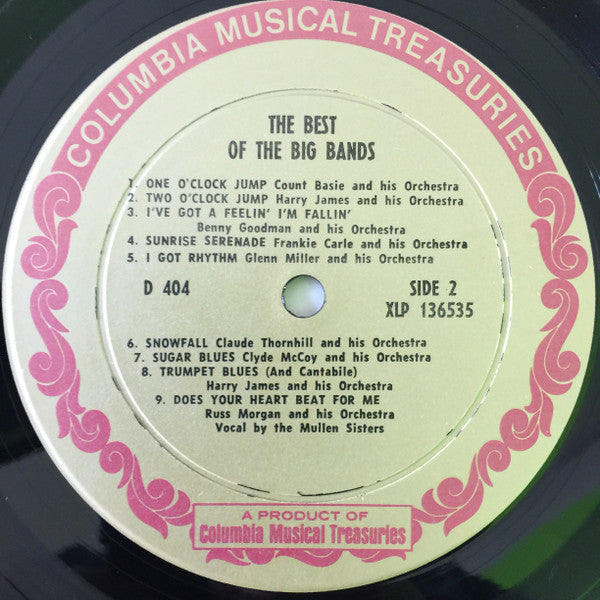 COLUMBIA MUSICAL TREASURIES
THE BEST
OF THE BIG BANDS
1. ONE O'CLOCK JUMP Count Basie and his Orchestra
2. TWO O'CLOCK JUMP Harry James and his Orchestra
3. I'VE GOT A FEELIN' I'M FALLIN'
Benny Goodman and his Orchestra
4. SUNRISE SERENADE Frankie Carle and his Orchestra
5. I GOT RHYTHM Glenn Miller and his Orchestra
D 404
SIDE 2
XLP 136535
6. SNOWFALL Claude Thornhill and his Orchestra
7. SUGAR BLUES Clyde McCoy and his Orchestra
8. TRUMPET BLUES (And Cantabile)
Harry James and his Orchestra
9. DOES YOUR HEART BEAT FOR ME
Russ Morgan and his Orchestra
Vocal by the Mullen Sisters
A PRODUCT OF
Columbia Musical Treasuries